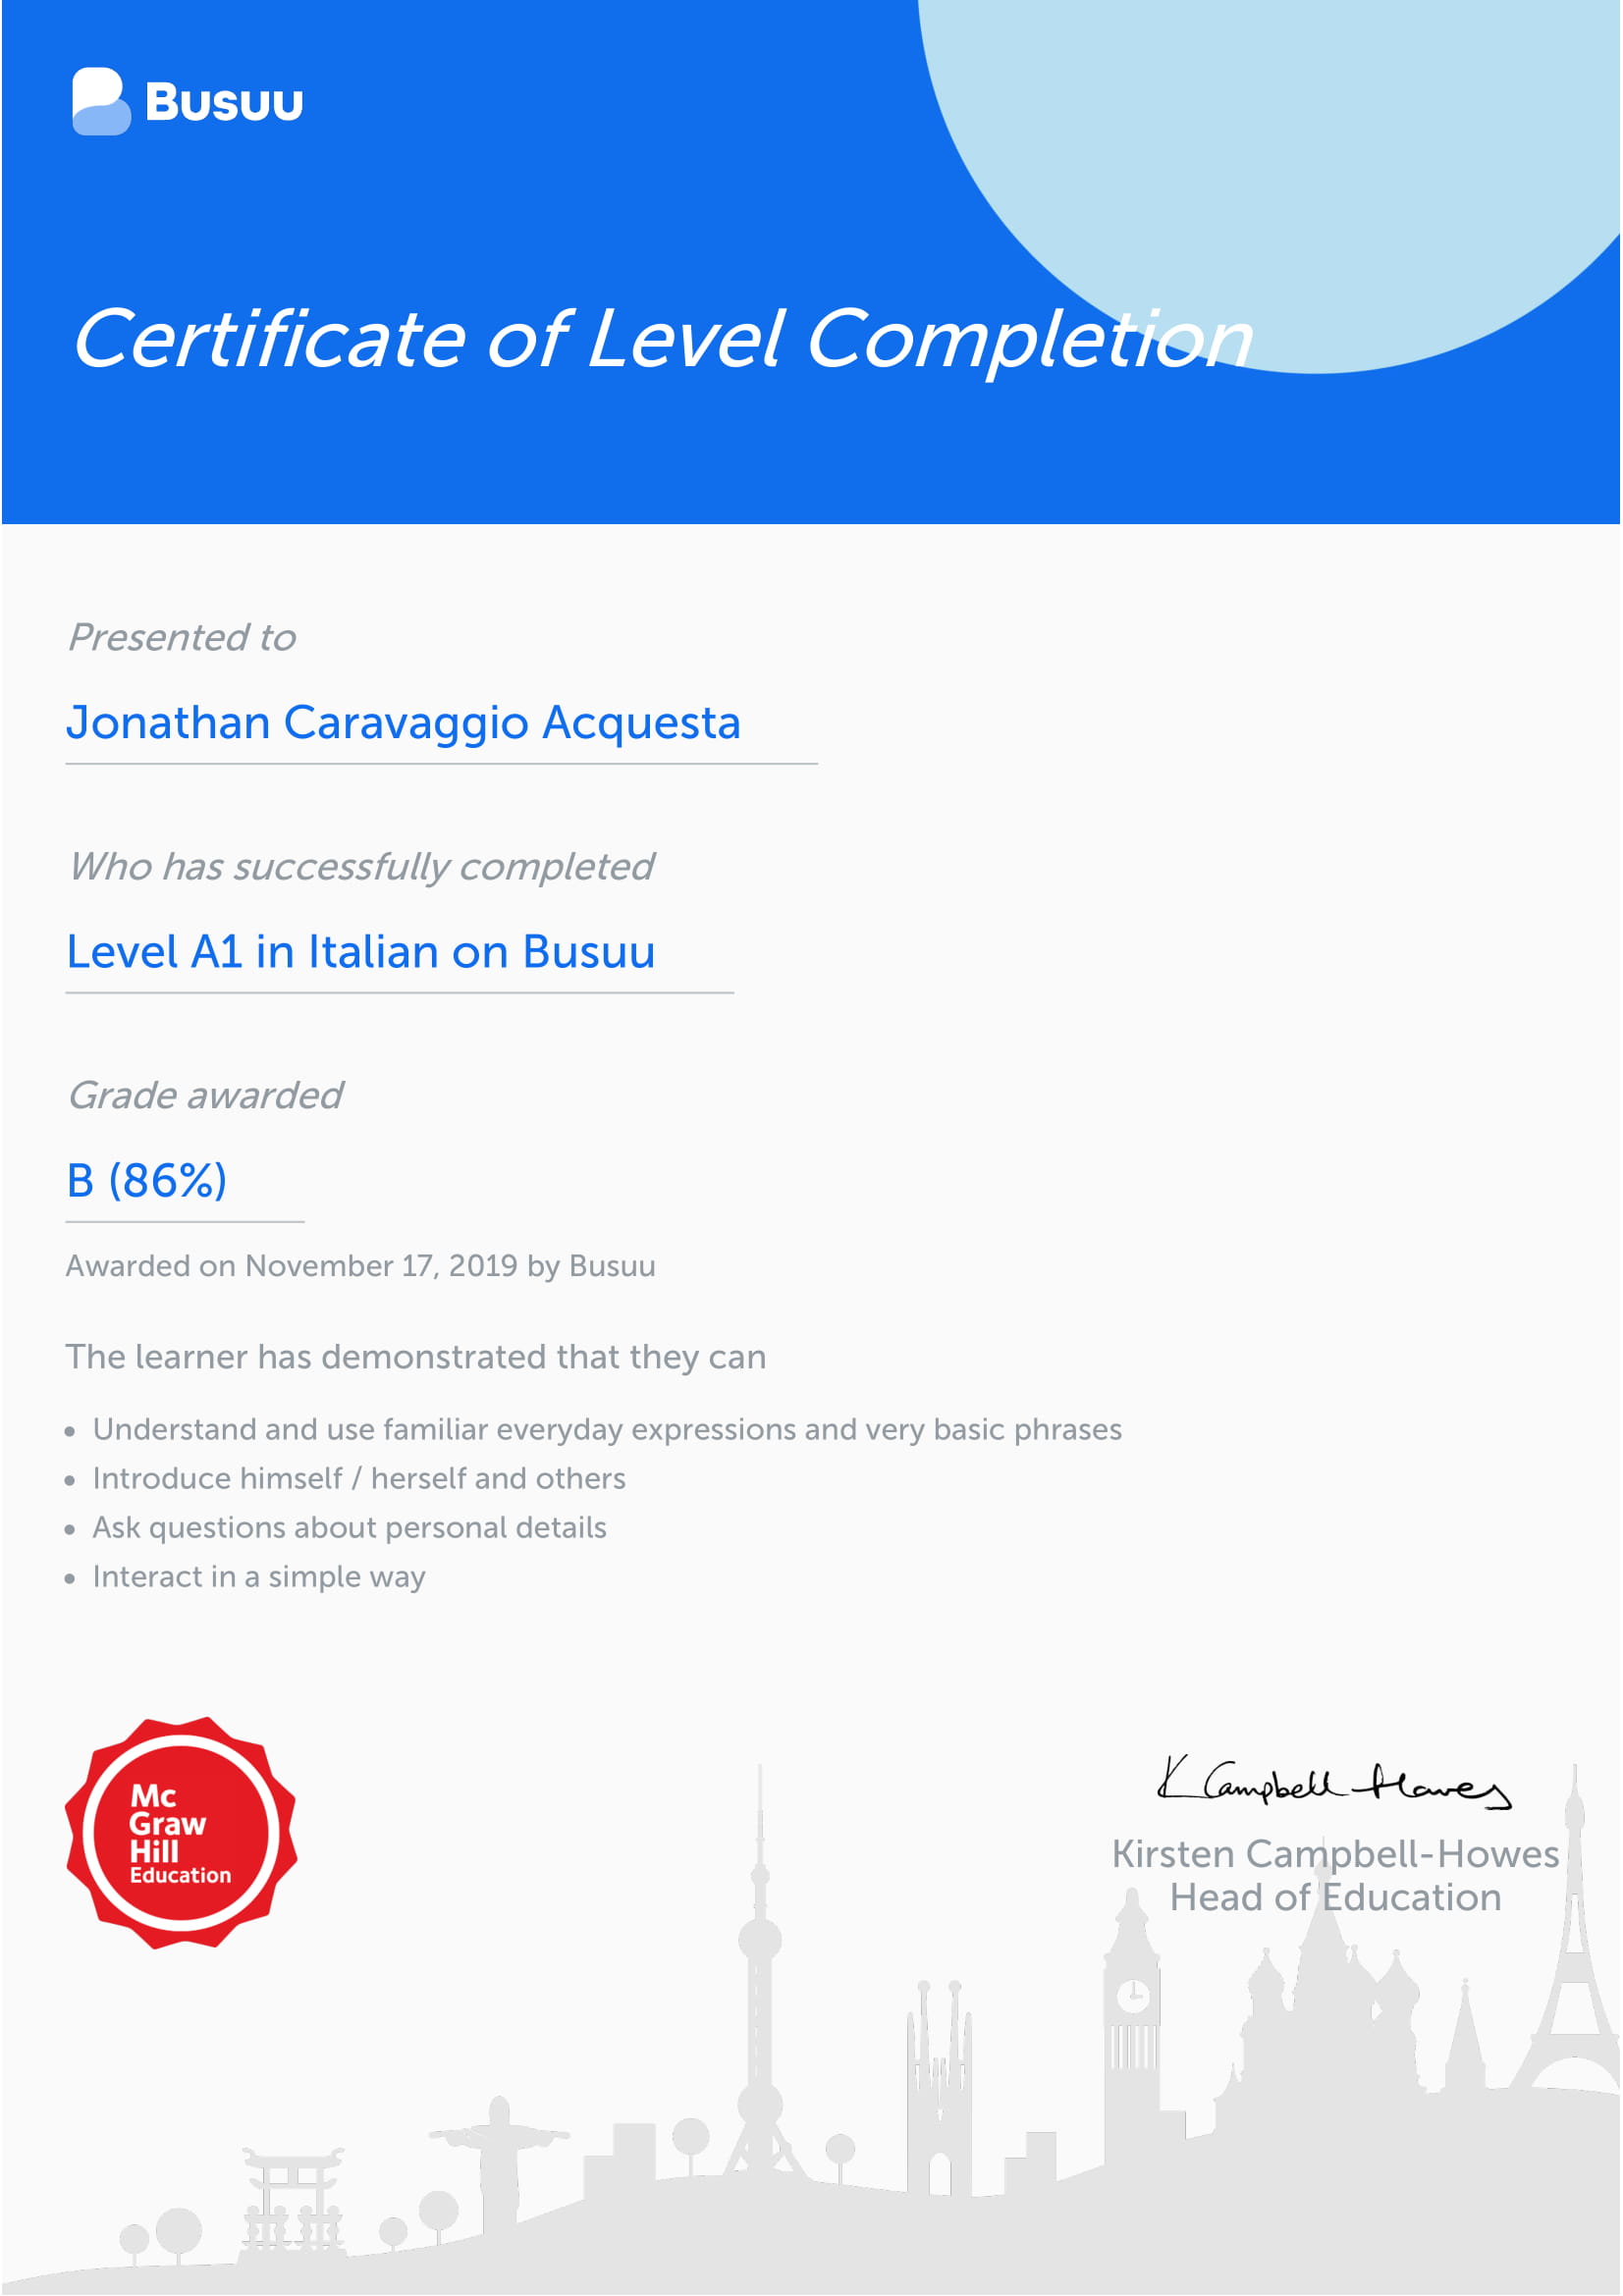 Busuu
Certificate of Level Completion
Presented to
Jonathan Caravaggio Acquesta
Who has successfully completed
Level A1 in Italian on Busuu
Grade awarded
B (86%)
Awarded on November 17, 2019 by Busuu
The learner has demonstrated that they can
• Understand and use familiar everyday expressions and very basic phrases
• Introduce himself / herself and others
• Ask questions about personal details
• Interact in a simple way
Mc
Graw
Hill
Education
K Campbell-Howes
Kirsten Campbell-Howes
Head of Education